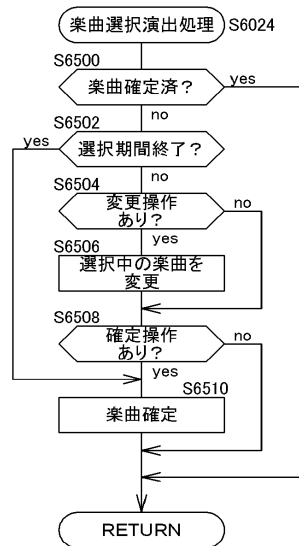 楽曲選択演出処理 S6024
S6500
楽曲確定済？ yes
no
S6502
yes 選択期間終了？
no
S6504
変更操作
あり？ no
yes
S6506
選択中の楽曲を
変更
S6508
確定操作
あり？ no
yes
S6510
楽曲確定
RETURN